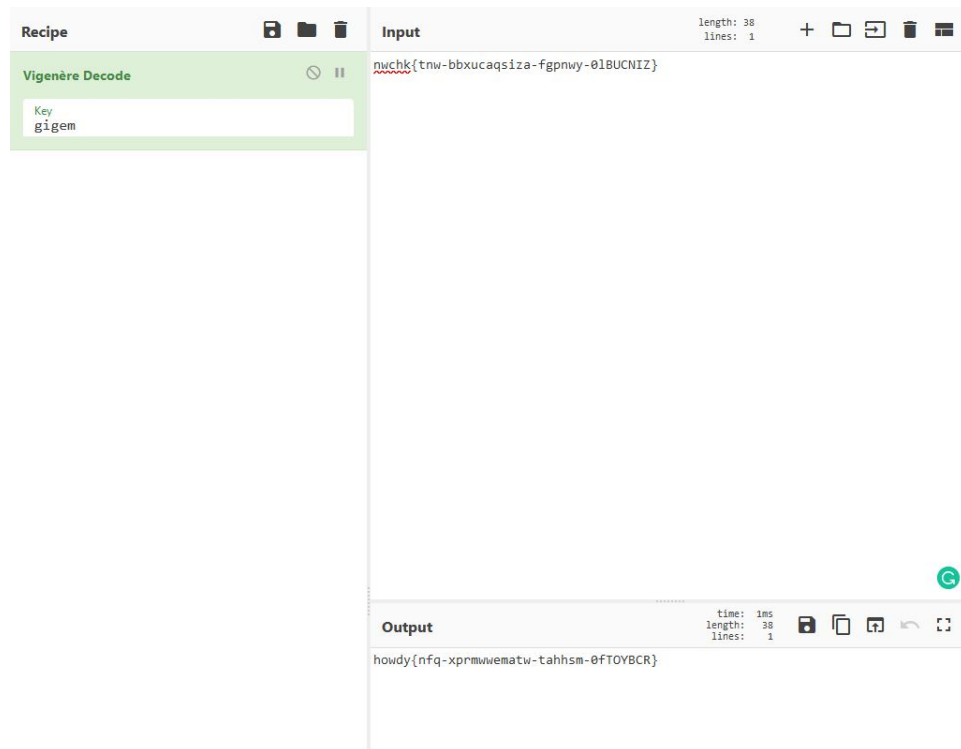 Recipe
Vigenère Decode
Key
gigem
Input
length: 38
lines: 1
nwchk{tnw-bbxucaqsiza-fgpnwy-0lBUCNIZ}
Output
time: 1ms
length: 38
lines: 1
howdy{nfq-xprmwwematw-tahhsm-0fTOYBCR}